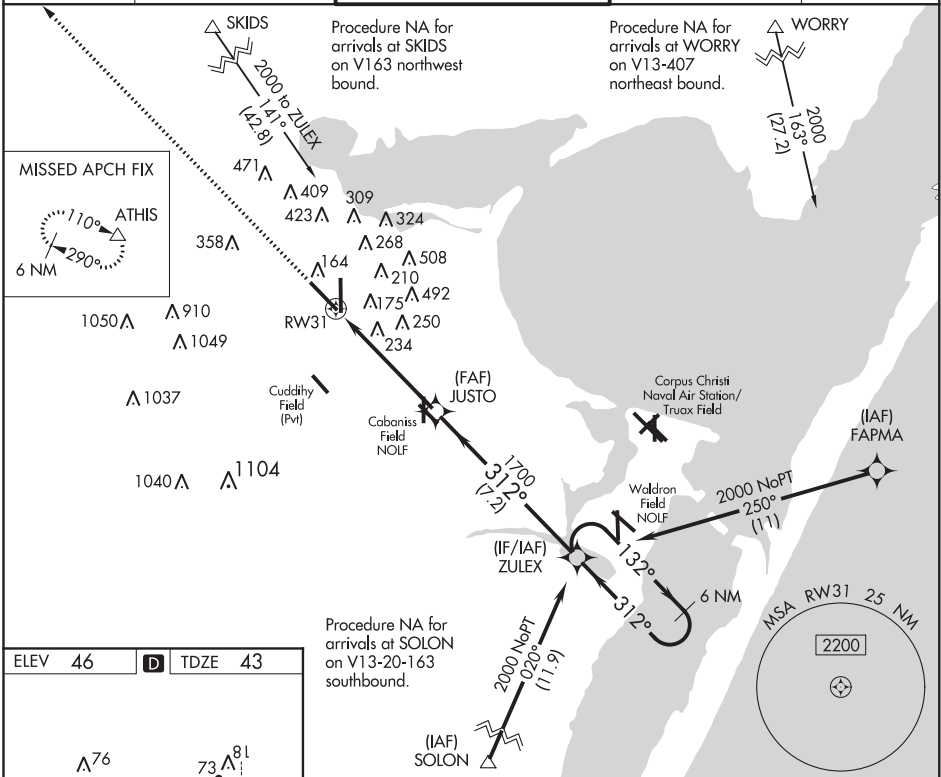 SKIDS
2000 to ZULEX
141°
(42.8)
Procedure NA for
arrivals at SKIDS
on V163 northwest
bound.
Procedure NA for
arrivals at WORRY
on V13-407
northeast bound.
WORRY
2000
163°
(27.2)
MISSED APCH FIX
110°
ATHIS
290°
6 NM
471
409
309
423
324
358
268
508
164
210
492
175
910
1050
RW31
250
1049
234
1037
Cuddihy
Field
(Pvt)
(FAF)
JUSTO
Cabaniss
Field
NOLF
Corpus Christi
Naval Air Station/
Truax Field
(IAF)
FAPMA
1040
1104
1700
312°
(7.2)
2000 NoPT
250°
(11)
Waldron
Field
NOLF
(IF/IAF)
ZULEX
132°
312°
6 NM
MSA RW31 25 NM
2200
Procedure NA for
arrivals at SOLON
on V13-20-163
southbound.
2000 NoPT
020°
(11.9)
(IAF)
SOLON
ELEV 46 D TDZE 43
76
73
81